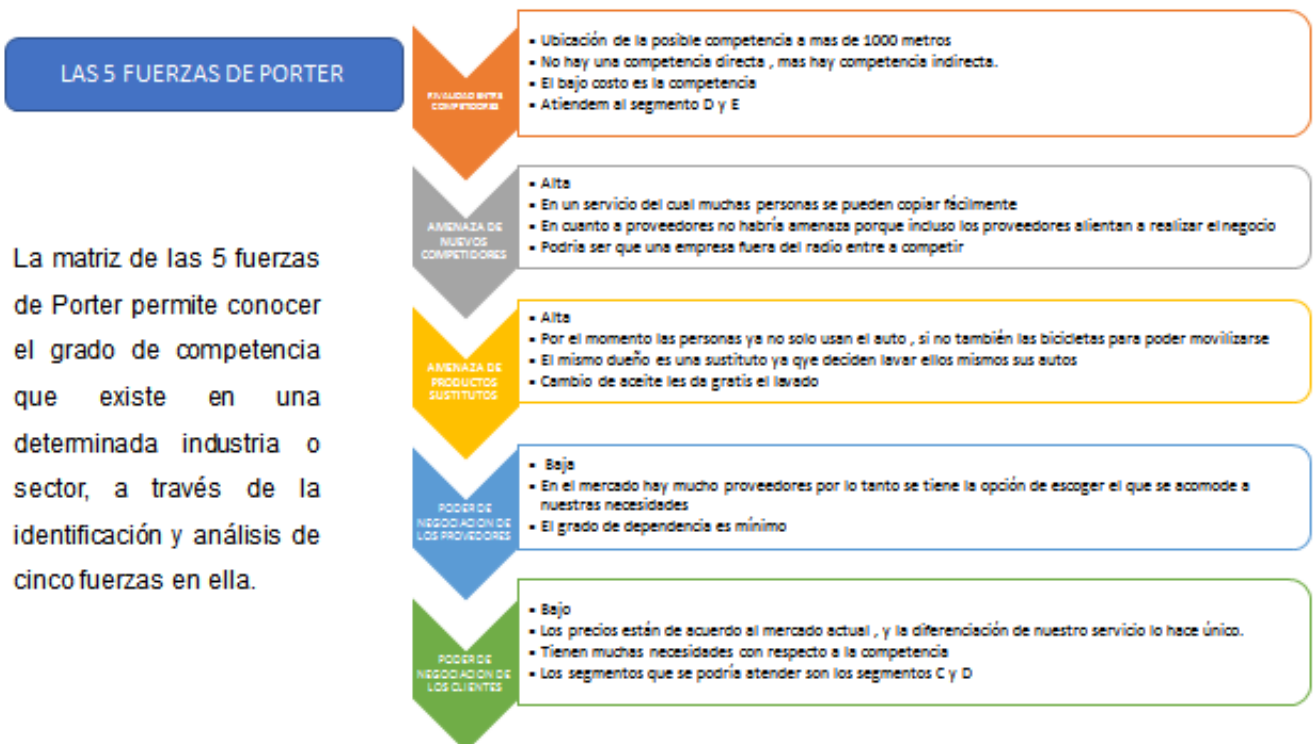 LAS 5 FUERZAS DE PORTER
La matriz de las 5 fuerzas
de Porter permite conocer
el grado de competencia
que existe en una
determinada industria o
sector, a través de la
identificación y análisis de
cinco fuerzas en ella.
RIVALIDAD ENTRE
COMPETIDORES
▪ Ubicación de la posible competencia a mas de 1000 metros
▪ No hay una competencia directa , mas hay competencia indirecta.
▪ El bajo costo es la competencia
▪ Atiendem al segmento D y E
AMENAZA DE
NUEVOS
COMPETIDORES
▪ Alta
▪ En un servicio del cual muchas personas se pueden copiar fácilmente
▪ En cuanto a proveedores no habría amenaza porque incluso los proveedores alientan a realizar el negocio
▪ Podría ser que una empresa fuera del radio entre a competir
AMENAZA DE
PRODUCTOS
SUSTITUTOS
▪ Alta
▪ Por el momento las personas ya no solo usan el auto , si no también las bicicletas para poder movilizarse
▪ El mismo dueño es una sustituto ya qye deciden lavar ellos mismos sus autos
▪ Cambio de aceite les da gratis el lavado
PODER DE
NEGOCIACION DE
LOS PROVEDORES
▪ Baja
▪ En el mercado hay mucho proveedores por lo tanto se tiene la opción de escoger el que se acomode a
nuestras necesidades
▪ El grado de dependencia es mínimo
PODER DE
NEGOCIACION DE
LOS CLIENTES
▪ Bajo
▪ Los precios están de acuerdo al mercado actual , y la diferenciación de nuestro servicio lo hace único.
▪ Tienen muchas necesidades con respecto a la competencia
▪ Los segmentos que se podría atender son los segmentos C y D